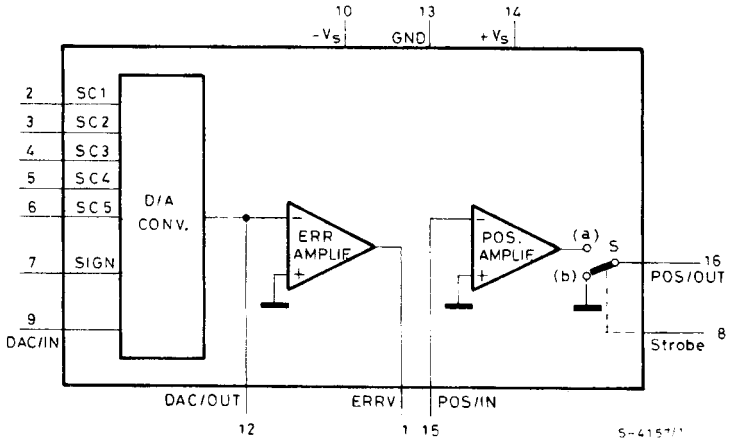 10 13 14
-Vs GND +Vs
2 SC1
3 SC2
4 SC3
5 SC4
6 SC5
7 SIGN
9
DAC/IN
D/A
CONV.
-
ERR
AMPLIF
+
-
POS.
AMPLIF
+
(a)
S
(b)
16
POS/OUT
8
Strobe
DAC/OUT ERRV POS/IN
12 1 15